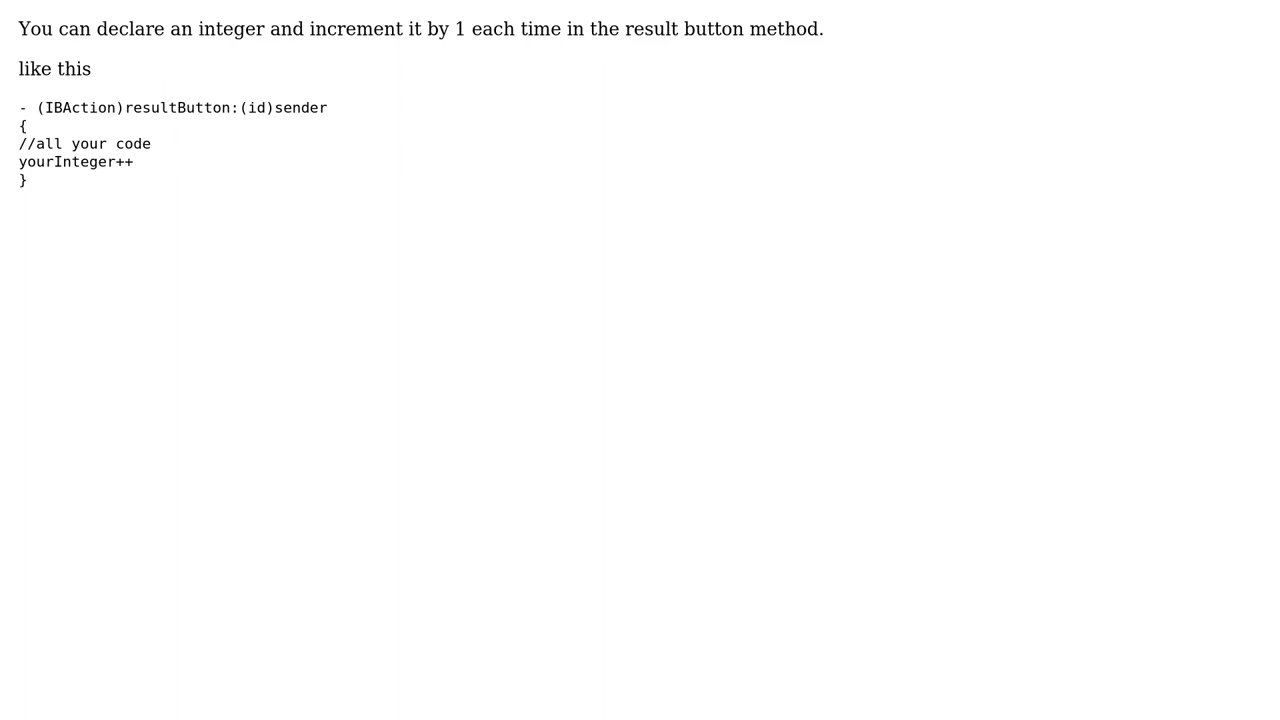 You can declare an integer and increment it by 1 each time in the result button method.
like this
- (IBAction)resultButton:(id)sender
{
//all your code
yourInteger++
}